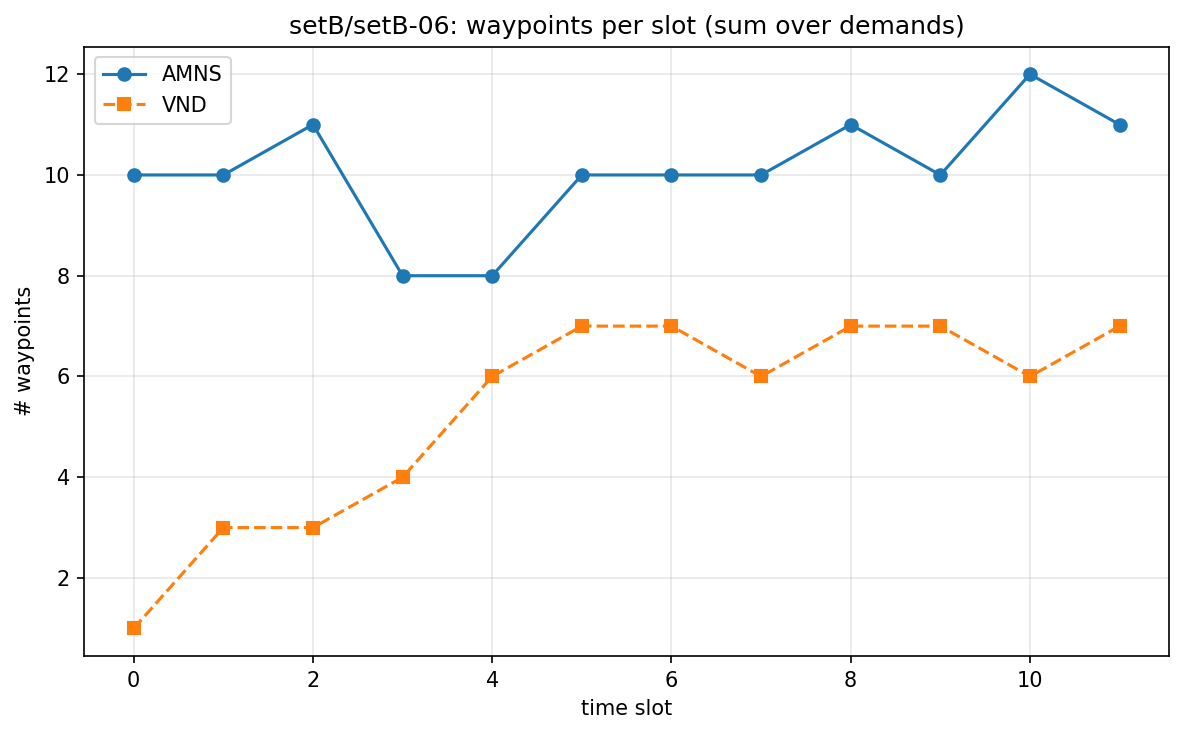 setB/setB-06: waypoints per slot (sum over demands)
AMNS
VND
# waypoints
12
10
8
6
4
2
0 2 4 6 8 10
time slot